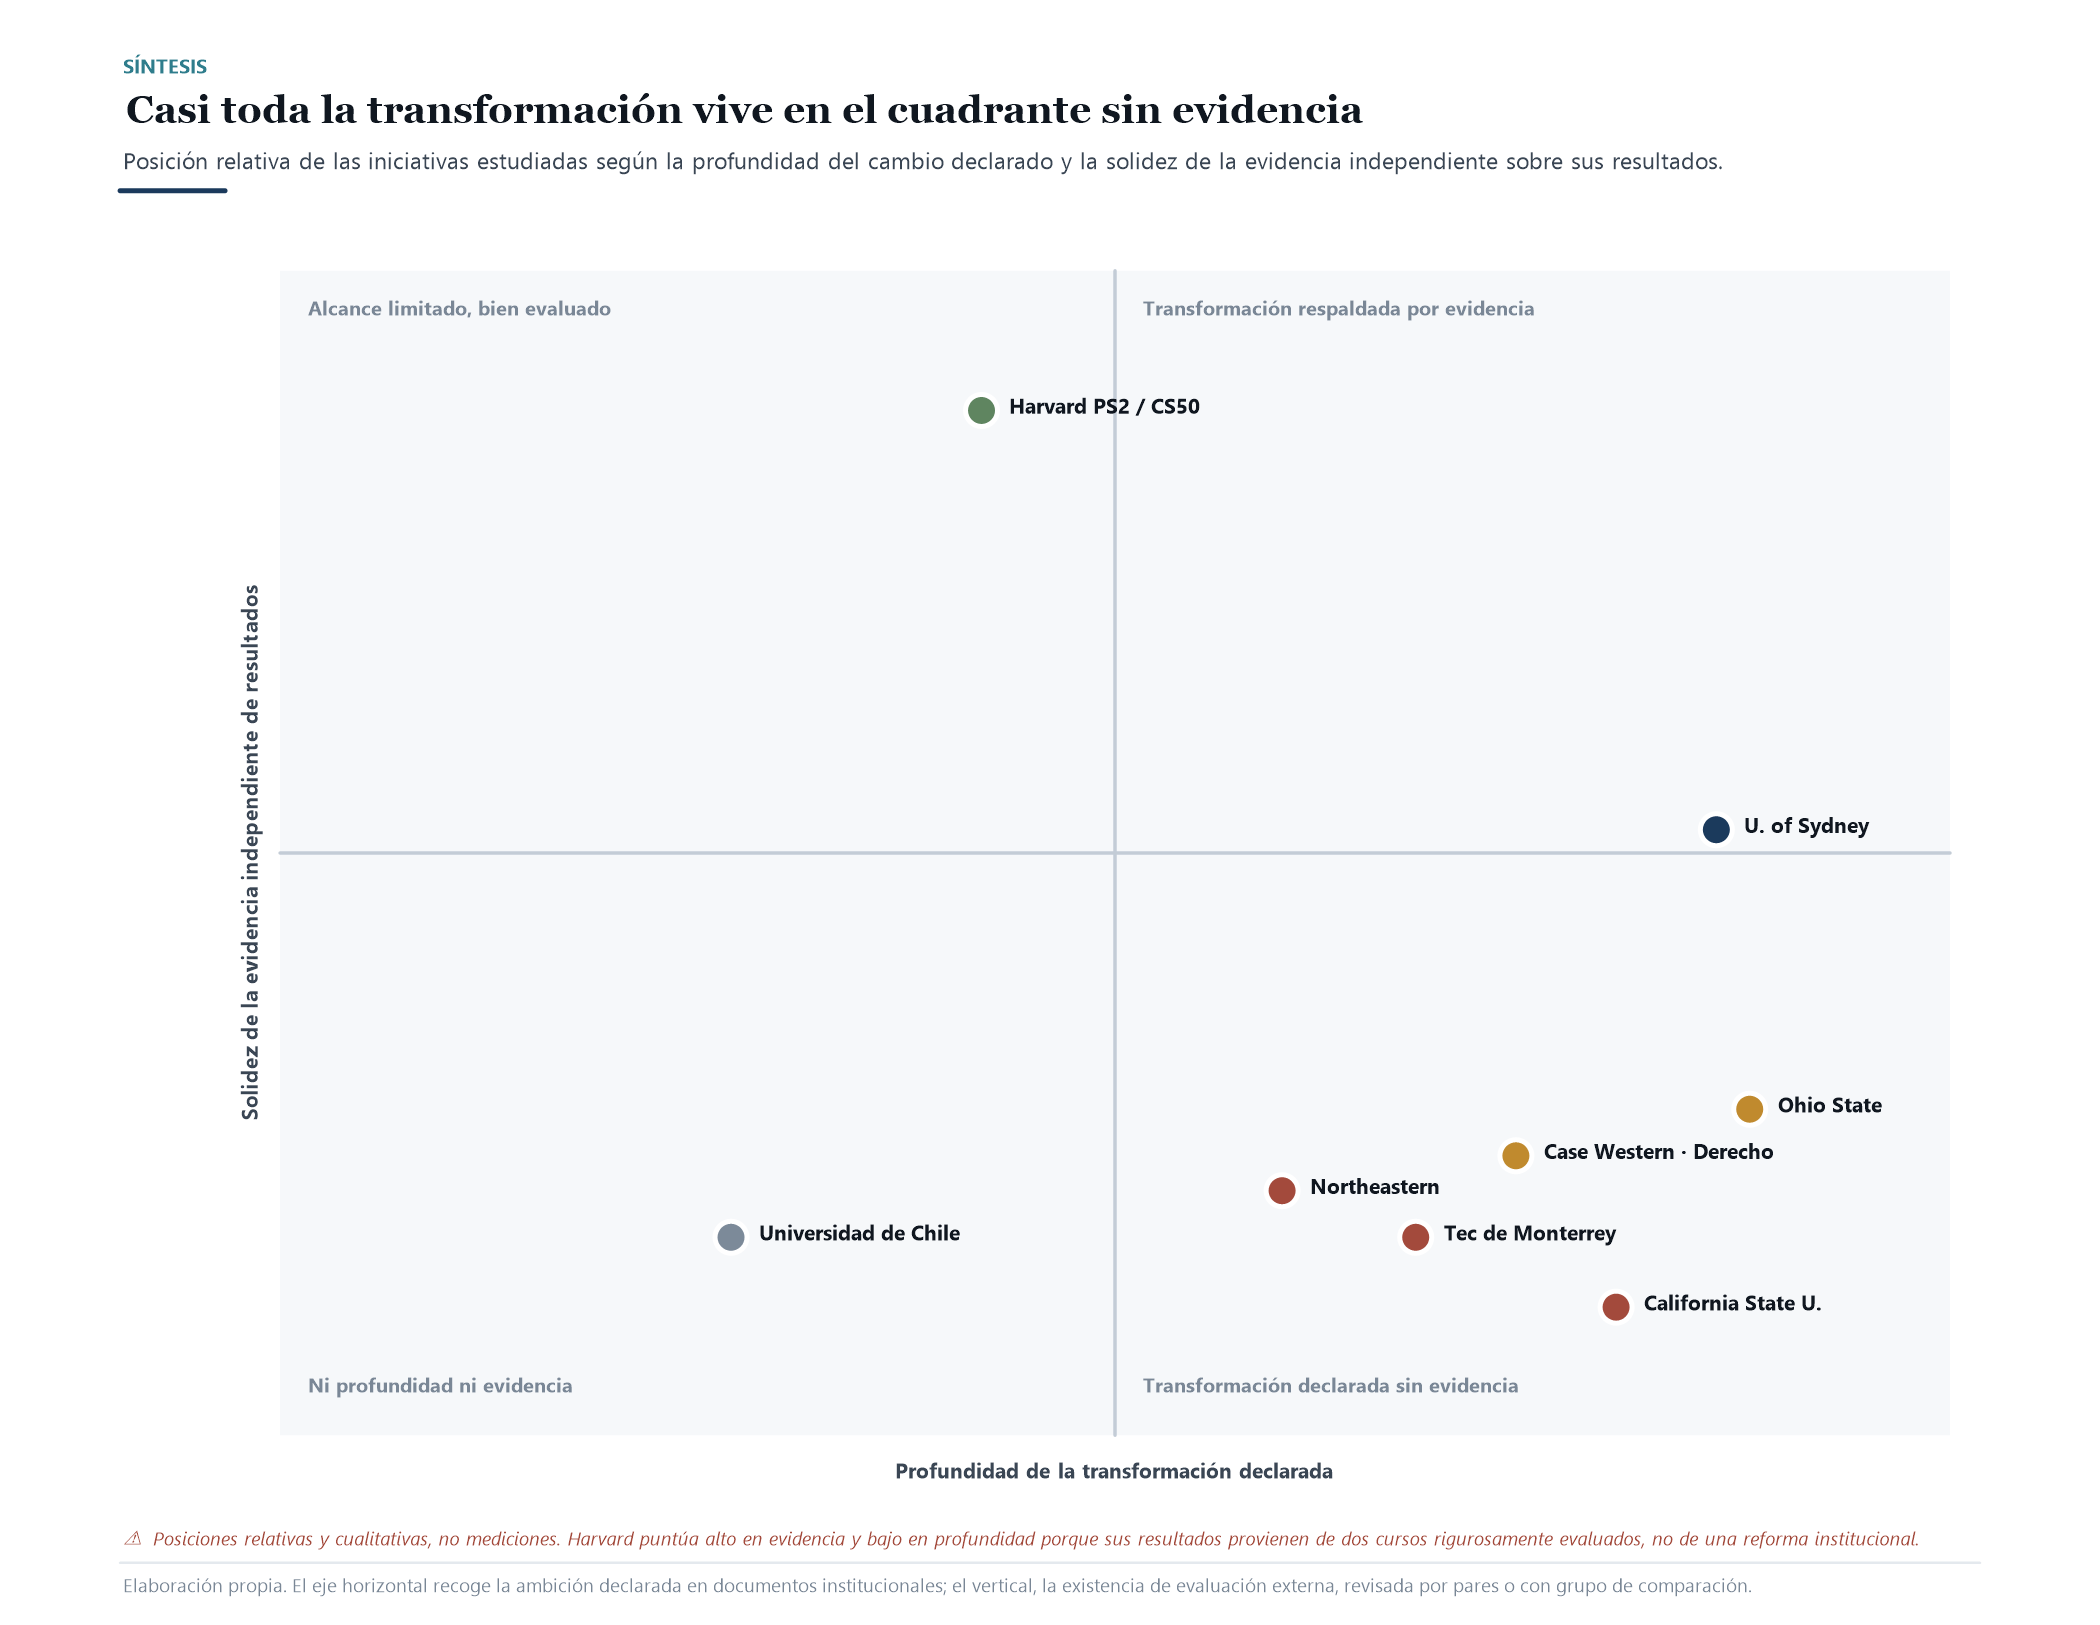 SÍNTESIS
Casi toda la transformación vive en el cuadrante sin evidencia
Posición relativa de las iniciativas estudiadas según la profundidad del cambio declarado y la solidez de la evidencia independiente sobre sus resultados.
Alcance limitado, bien evaluado
Transformación respaldada por evidencia
Harvard PS2 / CS50
Solidez de la evidencia independiente de resultados
U. of Sydney
Ohio State
Case Western · Derecho
Northeastern
Universidad de Chile
Tec de Monterrey
California State U.
Ni profundidad ni evidencia
Transformación declarada sin evidencia
Profundidad de la transformación declarada
⚠ Posiciones relativas y cualitativas, no mediciones. Harvard puntúa alto en evidencia y bajo en profundidad porque sus resultados provienen de dos cursos rigurosamente evaluados, no de una reforma institucional.
Elaboración propia. El eje horizontal recoge la ambición declarada en documentos institucionales; el vertical, la existencia de evaluación externa, revisada por pares o con grupo de comparación.